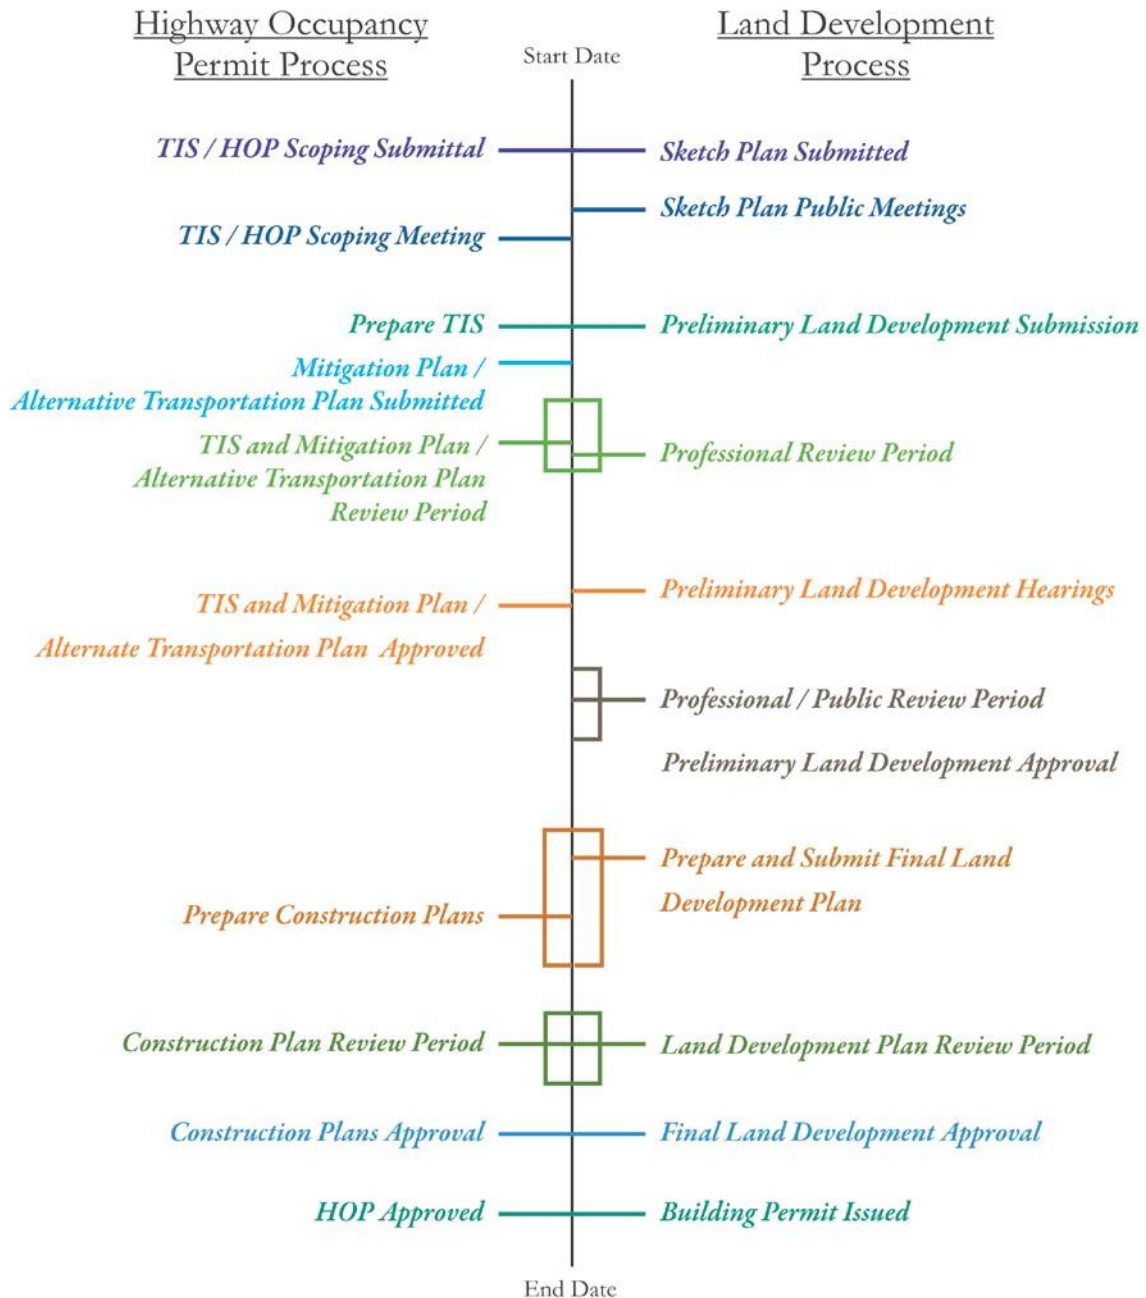 Highway Occupancy
Permit Process
Land Development
Process
Start Date
TIS / HOP Scoping Submittal
Sketch Plan Submitted
Sketch Plan Public Meetings
TIS / HOP Scoping Meeting
Prepare TIS
Preliminary Land Development Submission
Mitigation Plan /
Alternative Transportation Plan Submitted
TIS and Mitigation Plan /
Alternative Transportation Plan
Review Period
Professional Review Period
Preliminary Land Development Hearings
TIS and Mitigation Plan /
Alternate Transportation Plan Approved
Professional / Public Review Period
Preliminary Land Development Approval
Prepare and Submit Final Land
Development Plan
Prepare Construction Plans
Construction Plan Review Period
Land Development Plan Review Period
Construction Plans Approval
Final Land Development Approval
HOP Approved
Building Permit Issued
End Date